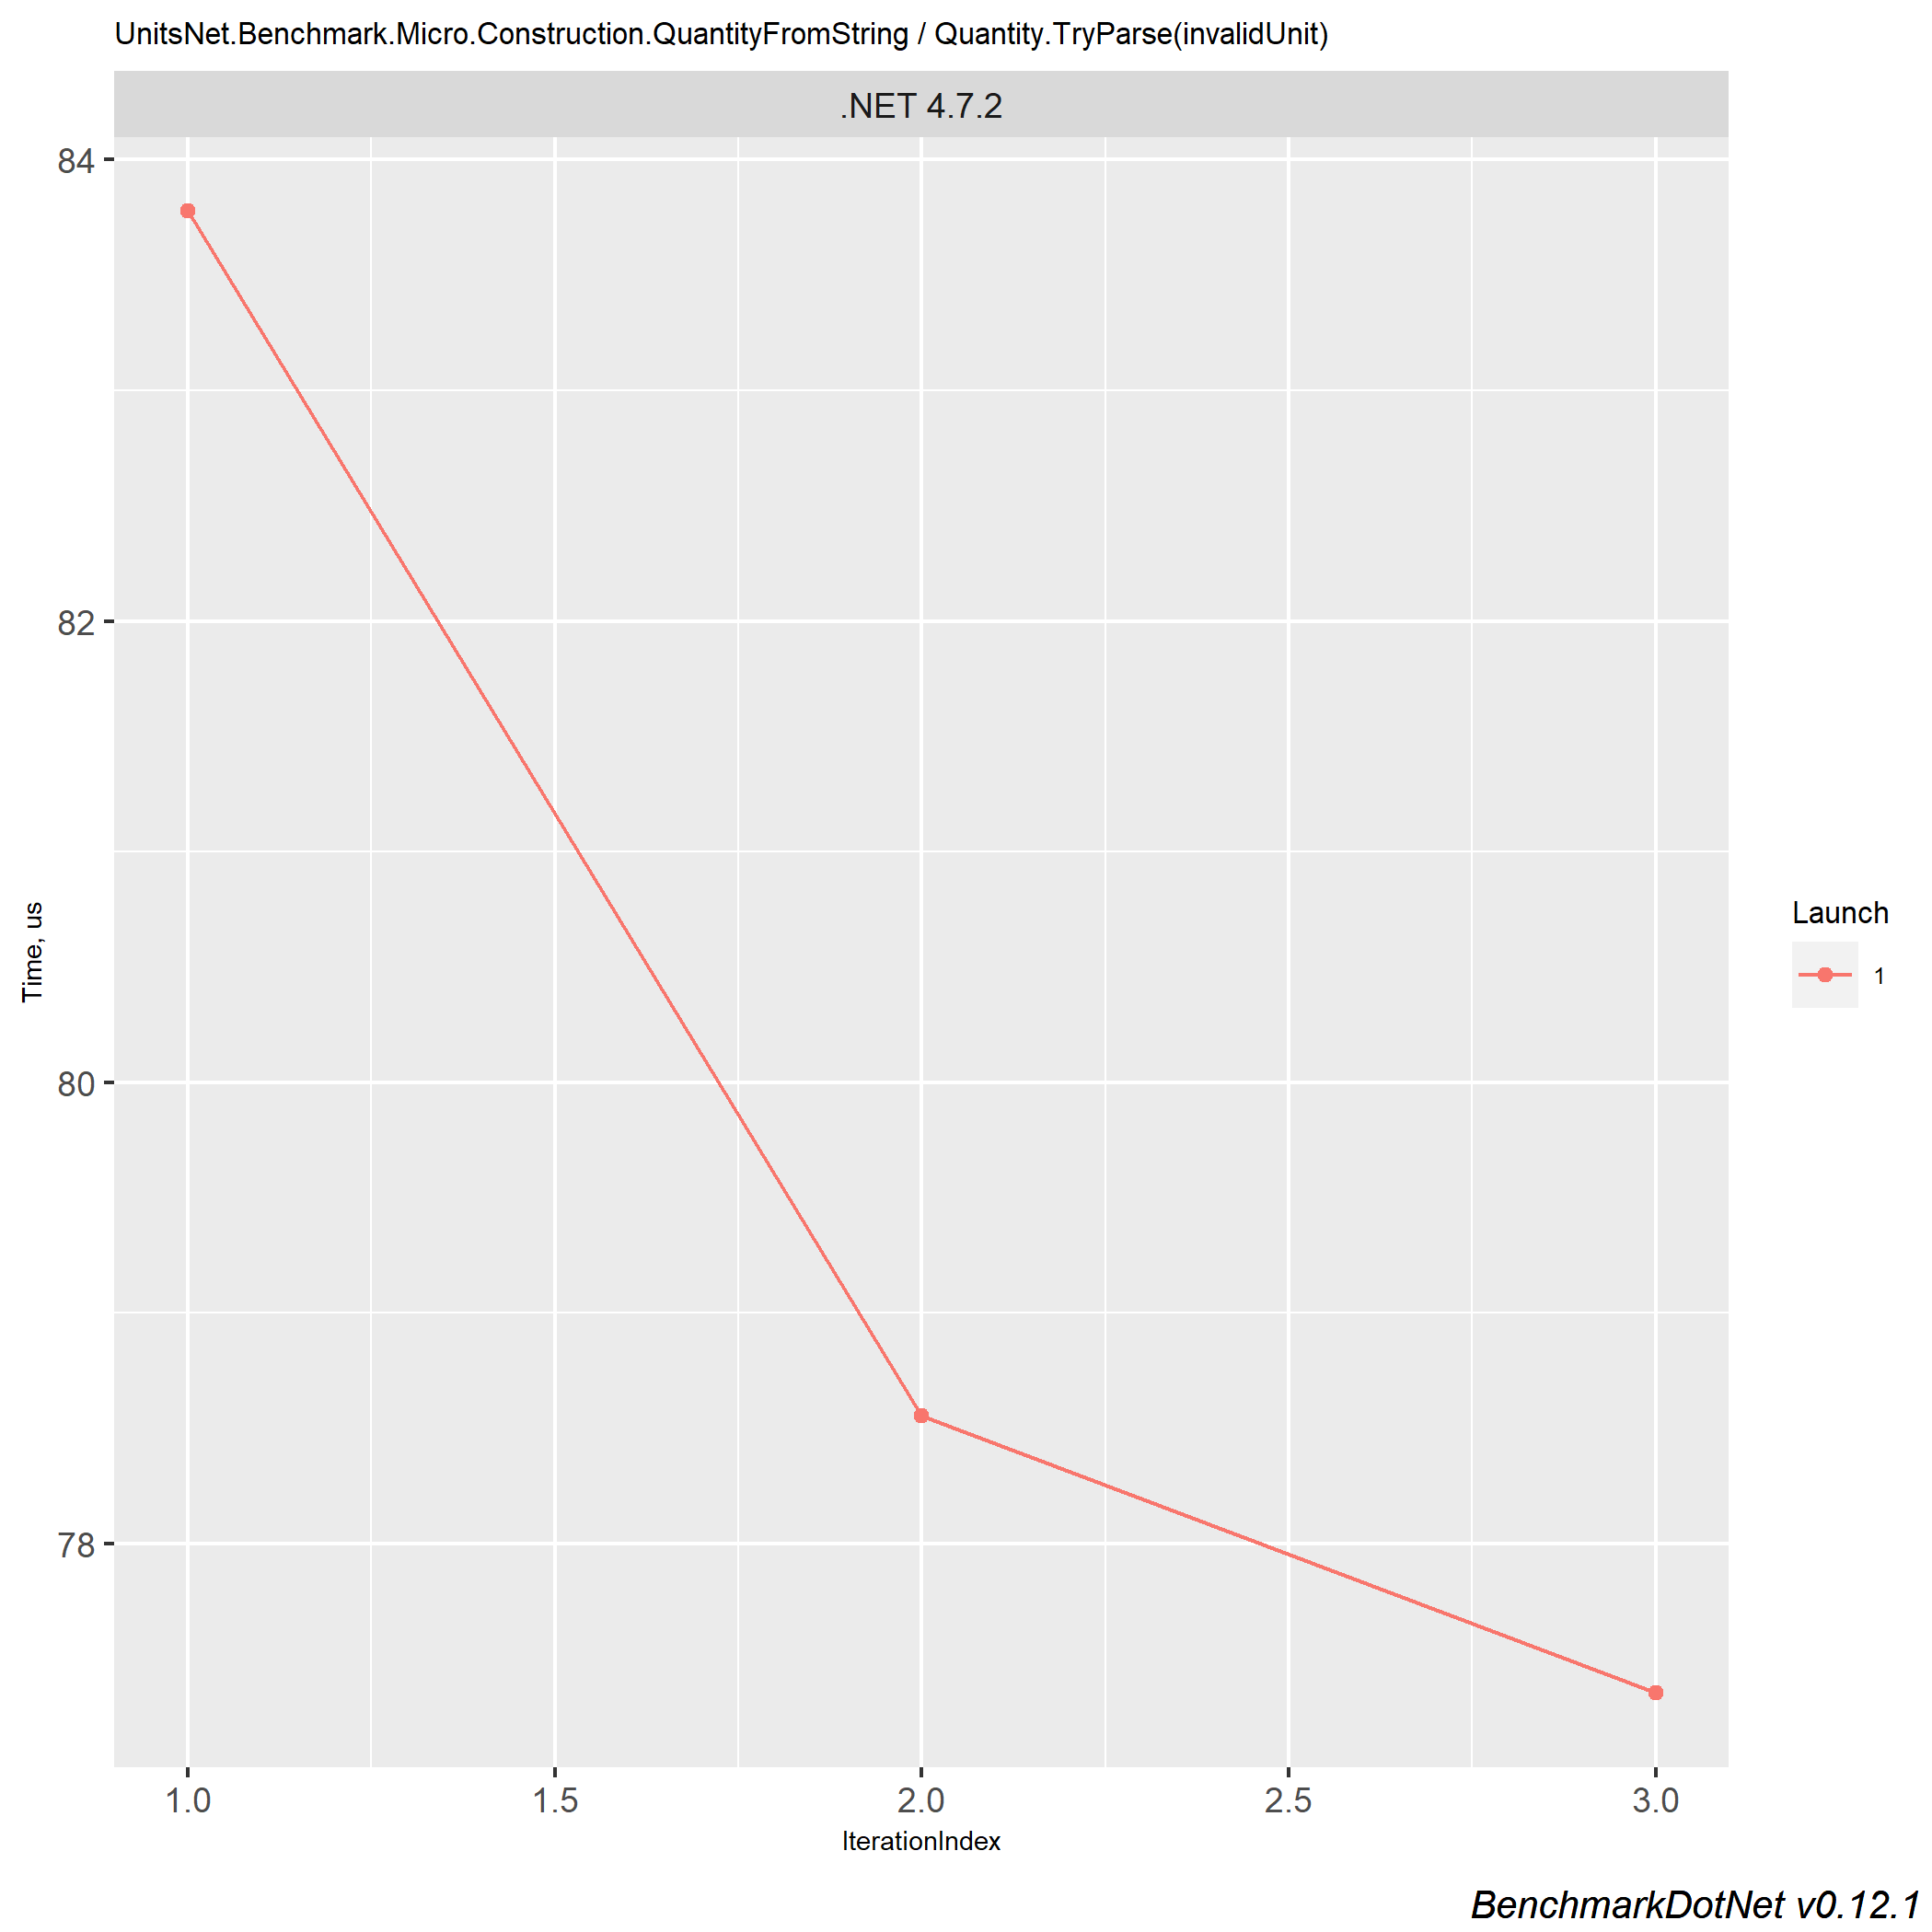 UnitsNet.Benchmark.Micro.Construction.QuantityFromString / Quantity.TryParse(invalidUnit)
.NET 4.7.2
84
82
80
78
Time, us
1.0 1.5 2.0 2.5 3.0
IterationIndex
Launch
1
BenchmarkDotNet v0.12.1